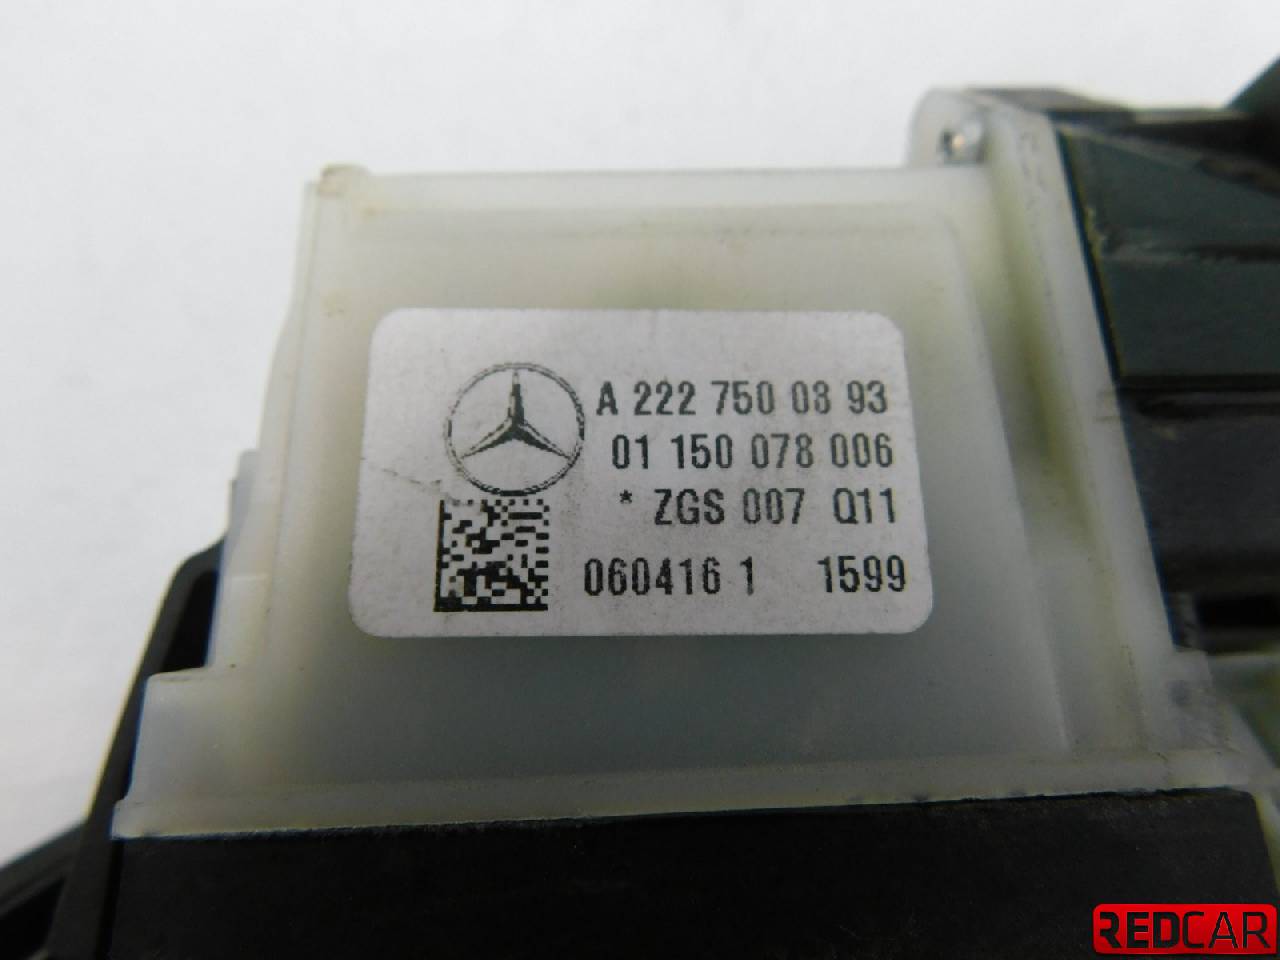 A 222 750 08 93
01 150 078 006
* ZGS 007 Q11
060416 1 1599
REDCAR